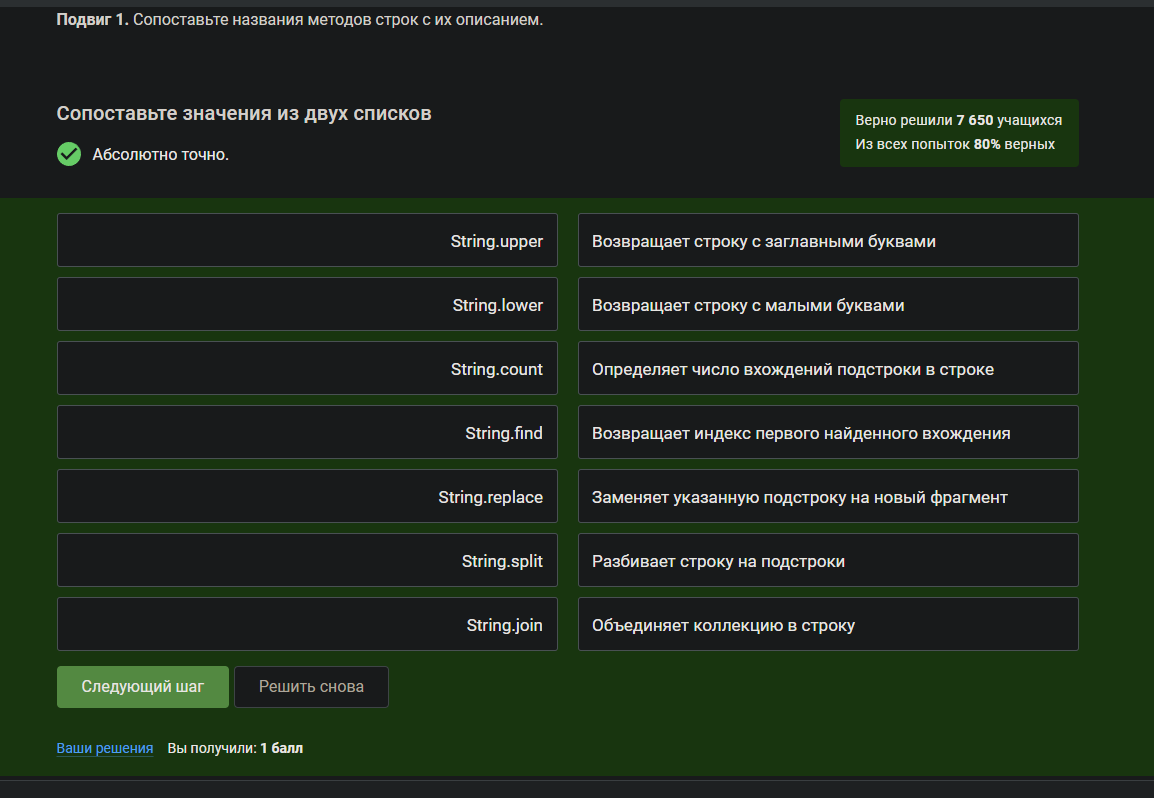 Подвиг 1. Сопоставьте названия методов строк с их описанием.
Сопоставьте значения из двух списков
Абсолютно точно.
Верно решили 7 650 учащихся
Из всех попыток 80% верных
String.upper
Возвращает строку с заглавными буквами
String.lower
Возвращает строку с малыми буквами
String.count
Определяет число вхождений подстроки в строке
String.find
Возвращает индекс первого найденного вхождения
String.replace
Заменяет указанную подстроку на новый фрагмент
String.split
Разбивает строку на подстроки
String.join
Объединяет коллекцию в строку
Следующий шаг
Решить снова
Ваши решения Вы получили: 1 балл